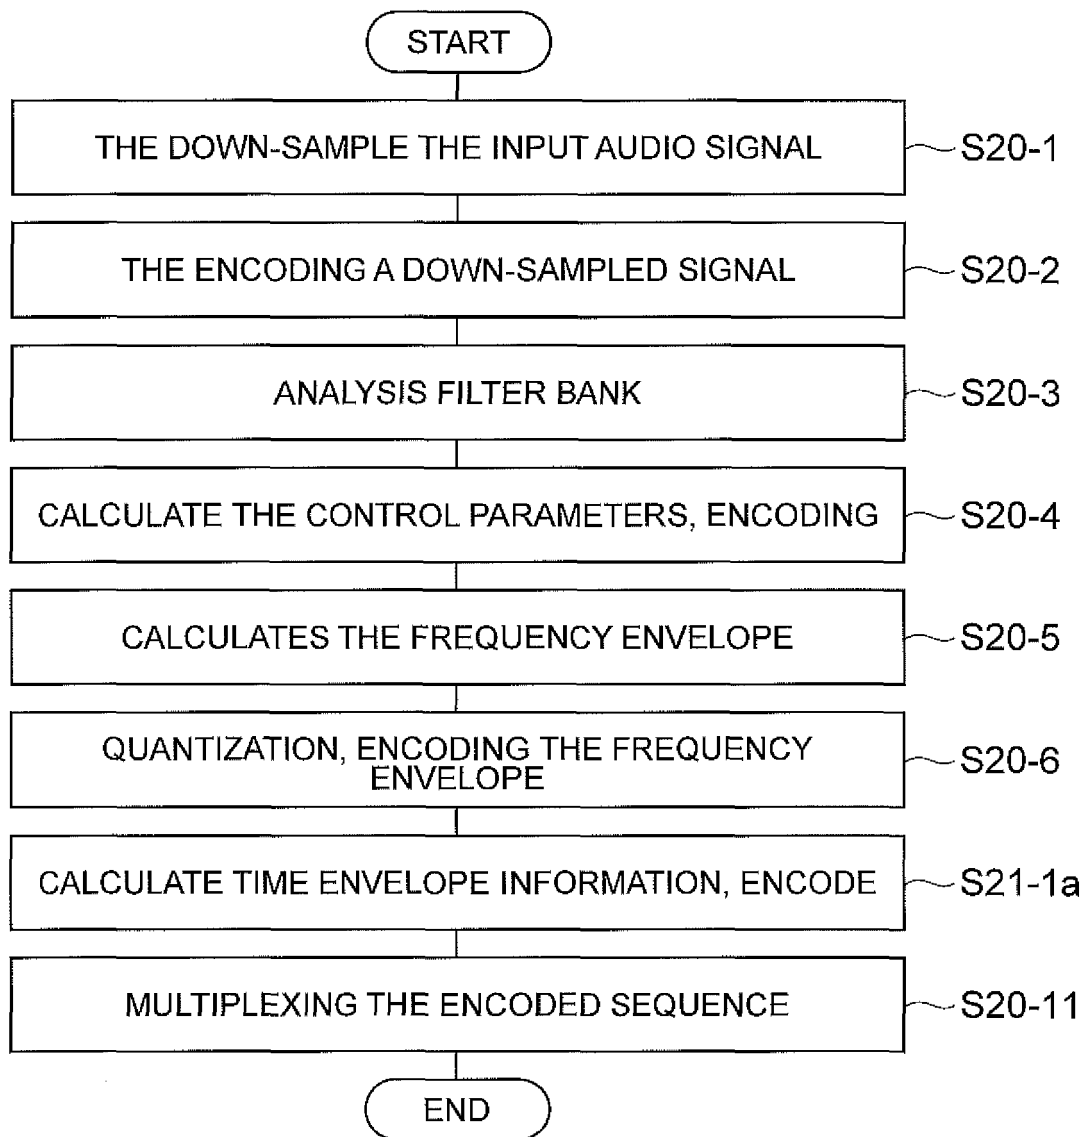 START
THE DOWN-SAMPLE THE INPUT AUDIO SIGNAL
S20-1
THE ENCODING A DOWN-SAMPLED SIGNAL
S20-2
ANALYSIS FILTER BANK
S20-3
CALCULATE THE CONTROL PARAMETERS, ENCODING
S20-4
CALCULATES THE FREQUENCY ENVELOPE
S20-5
QUANTIZATION, ENCODING THE FREQUENCY
ENVELOPE
S20-6
CALCULATE TIME ENVELOPE INFORMATION, ENCODE
S21-1a
MULTIPLEXING THE ENCODED SEQUENCE
S20-11
END